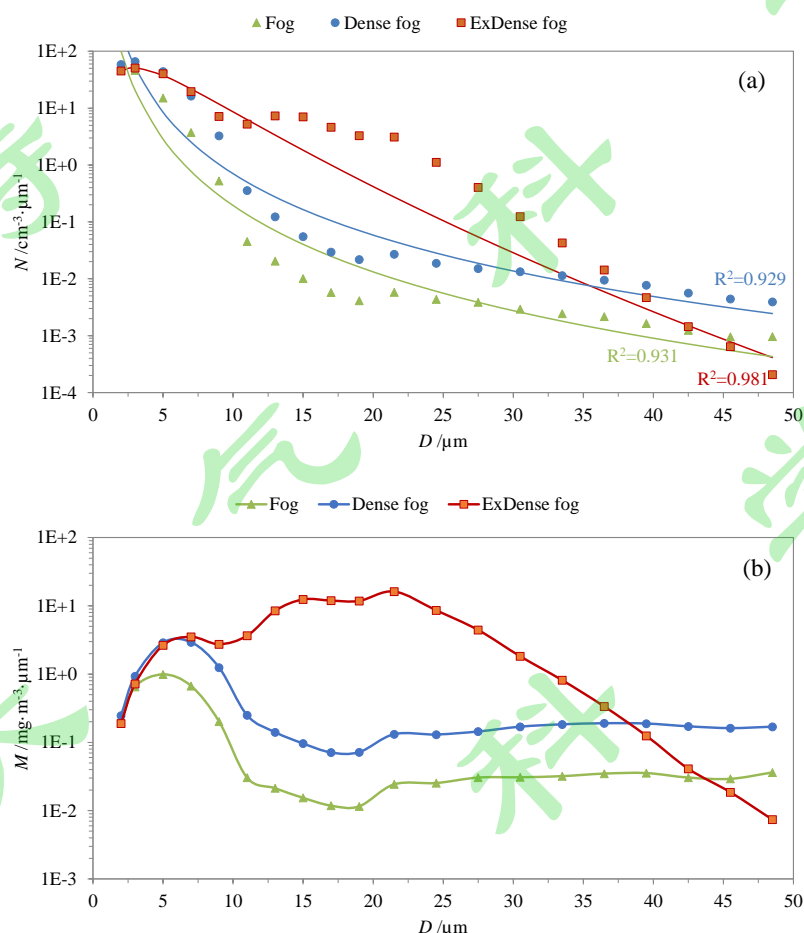 Fog Dense fog ExDense fog
(a)
1E+2
1E+1
1E+0
1E-1
1E-2
1E-3
1E-4
N /cm⁻³·μm⁻¹
R²=0.929
R²=0.931
R²=0.981
0 5 10 15 20 25 30 35 40 45 50
D /μm
Fog Dense fog ExDense fog
(b)
1E+2
1E+1
1E+0
1E-1
1E-2
1E-3
M /mg·m⁻³·μm⁻¹
0 5 10 15 20 25 30 35 40 45 50
D /μm
科
气
科